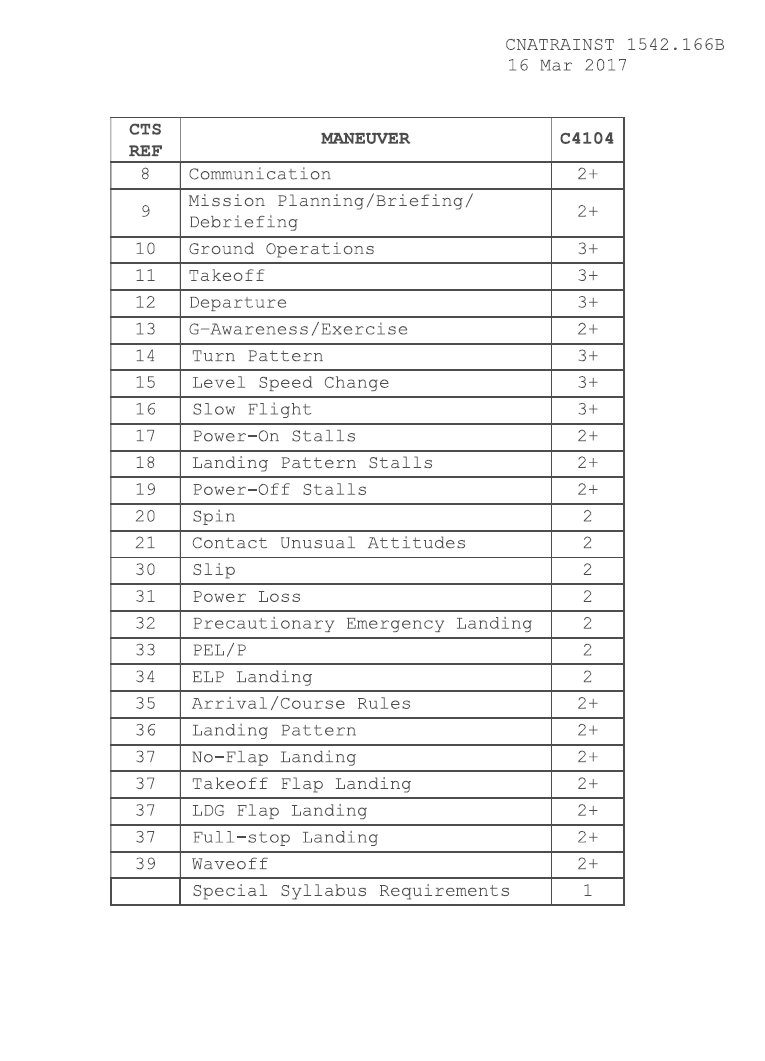 CNATRAINST 1542.166B
16 Mar 2017
CTS REF MANEUVER C4104
8 Communication 2+
9 Mission Planning/Briefing/
Debriefing 2+
10 Ground Operations 3+
11 Takeoff 3+
12 Departure 3+
13 G-Awareness/Exercise 2+
14 Turn Pattern 3+
15 Level Speed Change 3+
16 Slow Flight 3+
17 Power-On Stalls 2+
18 Landing Pattern Stalls 2+
19 Power-Off Stalls 2+
20 Spin 2
21 Contact Unusual Attitudes 2
30 Slip 2
31 Power Loss 2
32 Precautionary Emergency Landing 2
33 PEL/P 2
34 ELP Landing 2
35 Arrival/Course Rules 2+
36 Landing Pattern 2+
37 No-Flap Landing 2+
37 Takeoff Flap Landing 2+
37 LDG Flap Landing 2+
37 Full-stop Landing 2+
39 Waveoff 2+
Special Syllabus Requirements 1